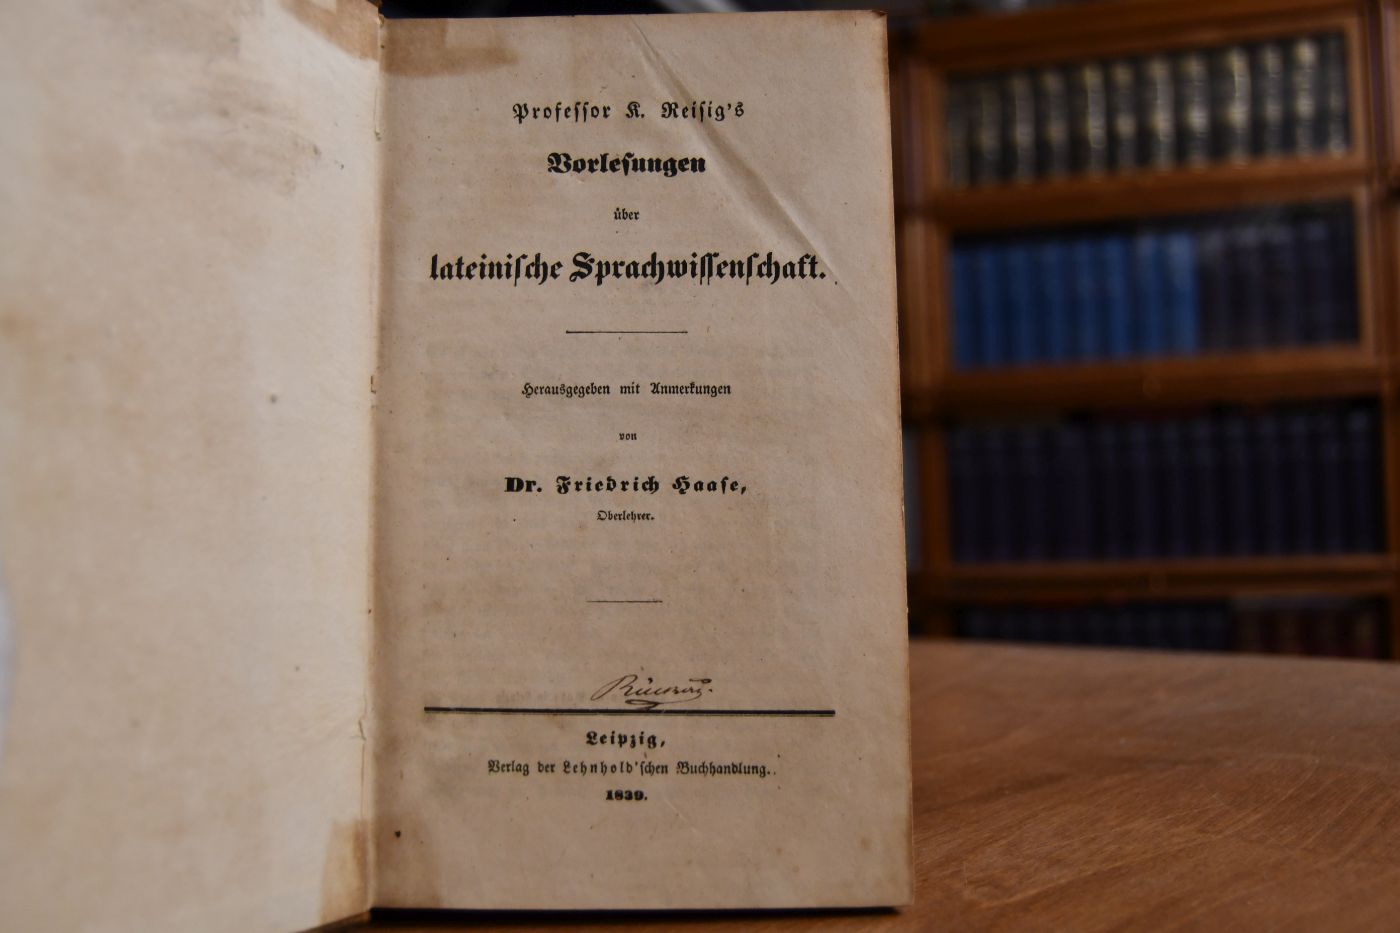 Professor K. Reisig's
Vorlesungen
über
lateinische Sprachwissenschaft.
Herausgegeben mit Anmerkungen
von
Dr. Friedrich Haase,
Oberlehrer.
Leipzig,
Verlag der Lehnhold'schen Buchhandlung.
1839.